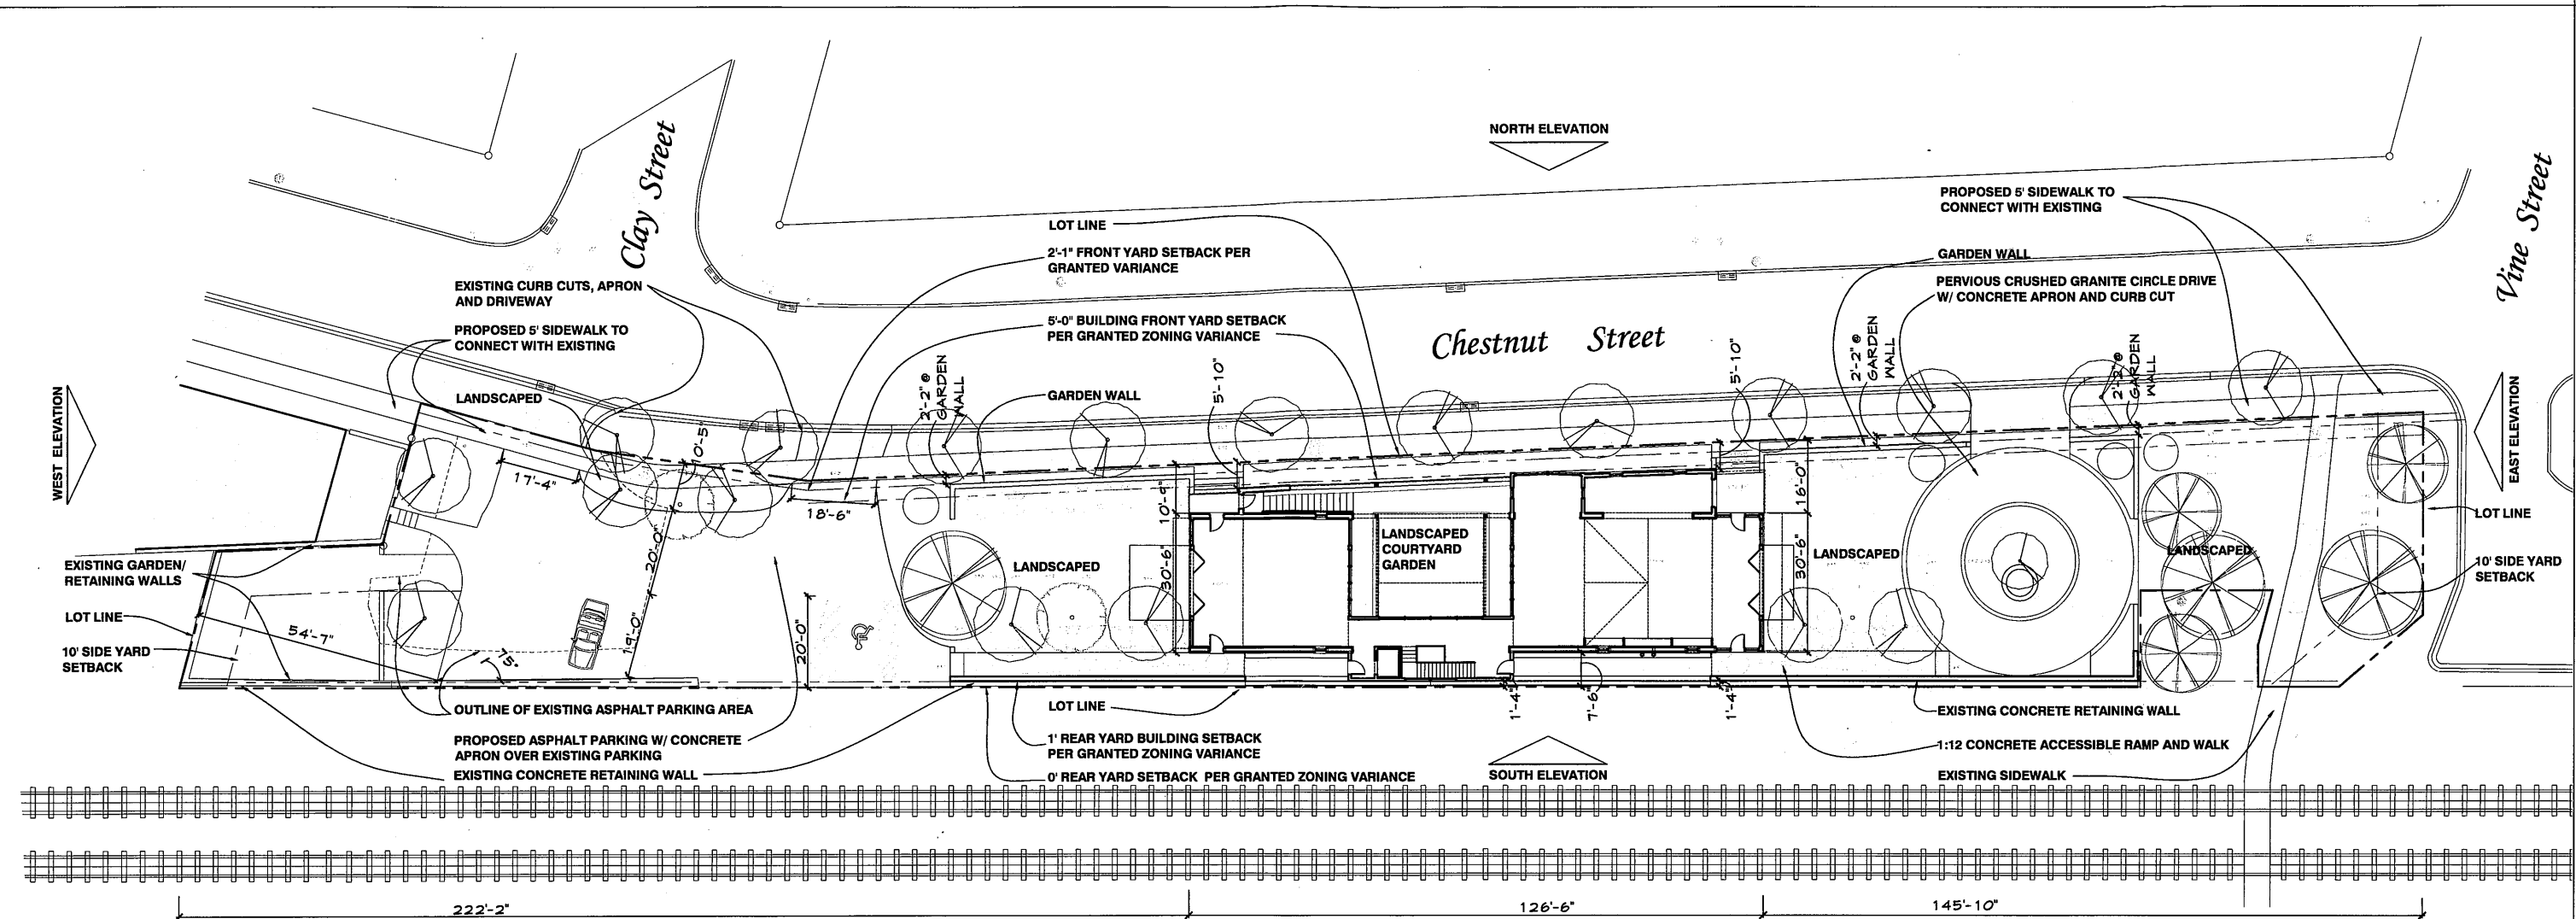 NORTH ELEVATION
Clay Street
Vine Street
PROPOSED 5' SIDEWALK TO
CONNECT WITH EXISTING
LOT LINE
2'-1" FRONT YARD SETBACK PER
GRANTED VARIANCE
GARDEN WALL
EXISTING CURB CUTS, APRON
AND DRIVEWAY
PERVIOUS CRUSHED GRANITE CIRCLE DRIVE
W/ CONCRETE APRON AND CURB CUT
5'-0" BUILDING FRONT YARD SETBACK
PER GRANTED ZONING VARIANCE
PROPOSED 5' SIDEWALK TO
CONNECT WITH EXISTING
Chestnut Street
2'-2" @
GARDEN
WALL
5'-10"
5'-10"
2'-2" @
GARDEN
WALL
2'-2" @
GARDEN
WALL
WEST ELEVATION
LANDSCAPED
GARDEN WALL
EAST ELEVATION
10'-5"
17'-4"
18'-6"
10'-9"
16'-0"
LOT LINE
LANDSCAPED
COURTYARD
GARDEN
20'-0"
30'-6"
30'-6"
LANDSCAPED
LANDSCAPED
LANDSCAPED
EXISTING GARDEN/
RETAINING WALLS
10' SIDE YARD
SETBACK
LOT LINE
54'-7"
19'-0"
20'-0"
10' SIDE YARD
SETBACK
75°
1'-4"
7'-6"
1'-4"
OUTLINE OF EXISTING ASPHALT PARKING AREA
LOT LINE
EXISTING CONCRETE RETAINING WALL
PROPOSED ASPHALT PARKING W/ CONCRETE
APRON OVER EXISTING PARKING
1' REAR YARD BUILDING SETBACK
PER GRANTED ZONING VARIANCE
1:12 CONCRETE ACCESSIBLE RAMP AND WALK
EXISTING CONCRETE RETAINING WALL
0' REAR YARD SETBACK PER GRANTED ZONING VARIANCE
SOUTH ELEVATION
EXISTING SIDEWALK
222'-2"
126'-6"
145'-10"